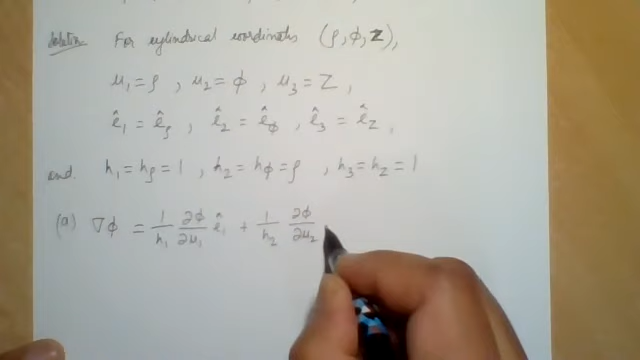 Solution For cylindrical coordinates (ρ, ϕ, z),
u₁ = ρ , u₂ = ϕ , u₃ = Z ,
ê₁ = ê_ρ , ê₂ = ê_ϕ , ê₃ = ê_z ,
and h₁ = h_ρ = 1 , h₂ = h_ϕ = ρ , h₃ = h_z = 1
(a) ∇ϕ = 1/h₁ ∂ϕ/∂u₁ ê₁ + 1/h₂ ∂ϕ/∂u₂